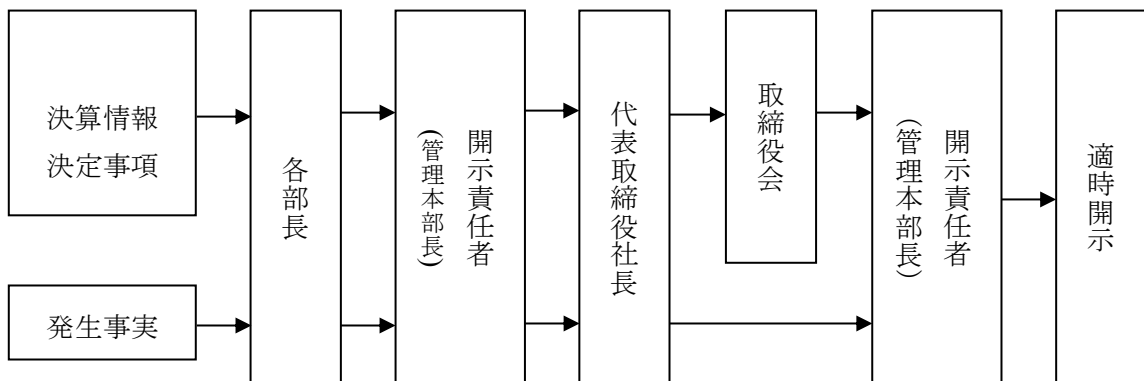 決算情報
決定事項
発生事実
各部長
開示責任者
(管理本部長)
代表取締役社長
取締役会
開示責任者
(管理本部長)
適時開示